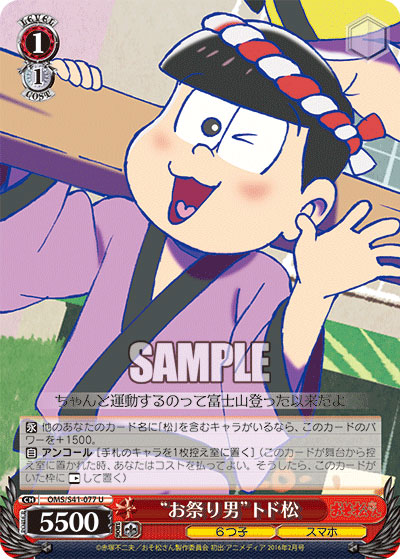 LEVEL
1
1
COST
SAMPLE
ちゃんと運動するのって富士山登った以来だよ
永 他のあなたのカード名に「松」を含むキャラがいるなら、このカードのパ
ワーを+1500。
自 アンコール [手札のキャラを1枚控え室に置く] (このカードが舞台から控
え室に置かれた時、あなたはコストを払ってよい。そうしたら、このカードが
いた枠に
CH OMS/S41-077 U
5500
“お祭り男”トド松
6つ子
スマホ
©赤塚不二夫/おそ松さん製作委員会 初出:アニメディア 2016年2月号